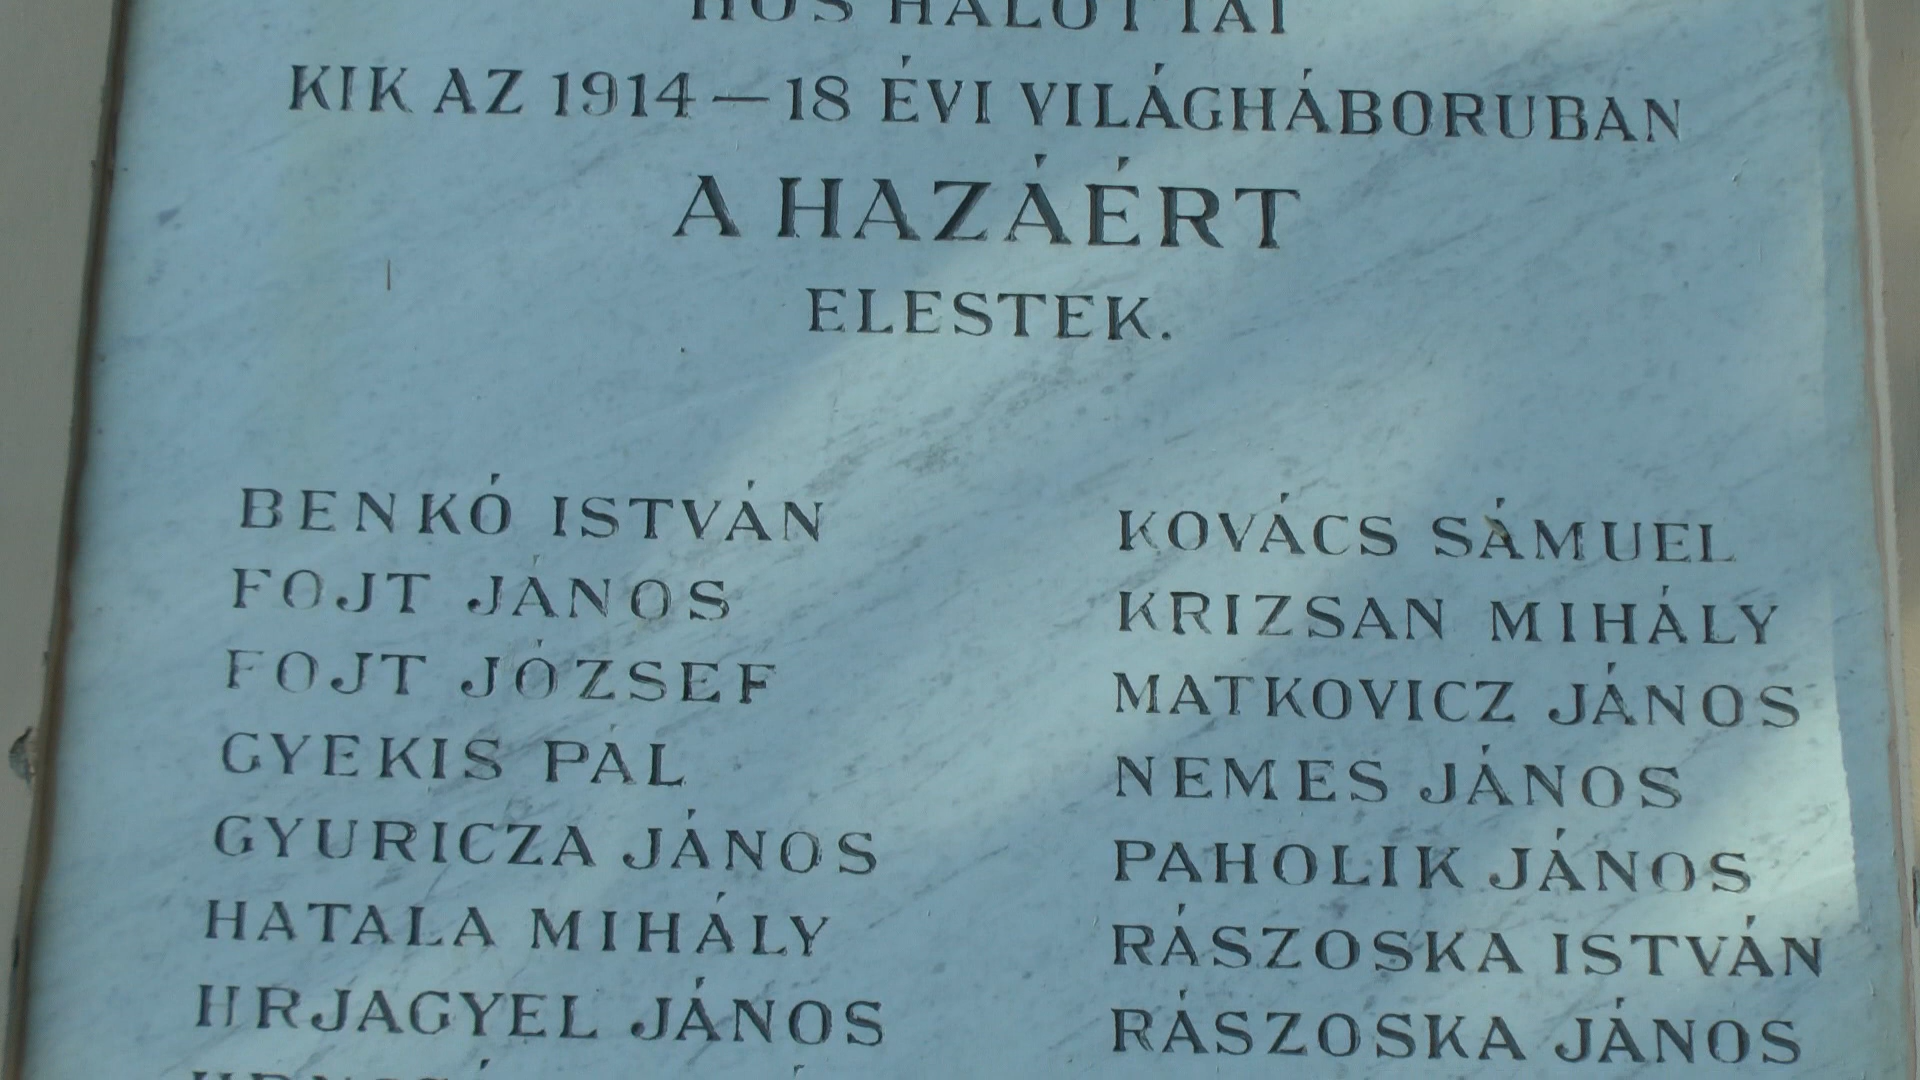 HŐS HALOTTAI
KIK AZ 1914 – 18 ÉVI VILÁGHÁBORUBAN
A HAZÁÉRT
ELESTEK.
BENKÓ ISTVÁN
FOJT JÁNOS
FOJT JÓZSEF
GYEKIS PÁL
GYURICZA JÁNOS
HATALA MIHÁLY
HRJAGYEL JÁNOS
KOVÁCS SÁMUEL
KRIZSAN MIHÁLY
MATKOVICZ JÁNOS
NEMES JÁNOS
PAHOLIK JÁNOS
RÁSZOSKA ISTVÁN
RÁSZOSKA JÁNOS